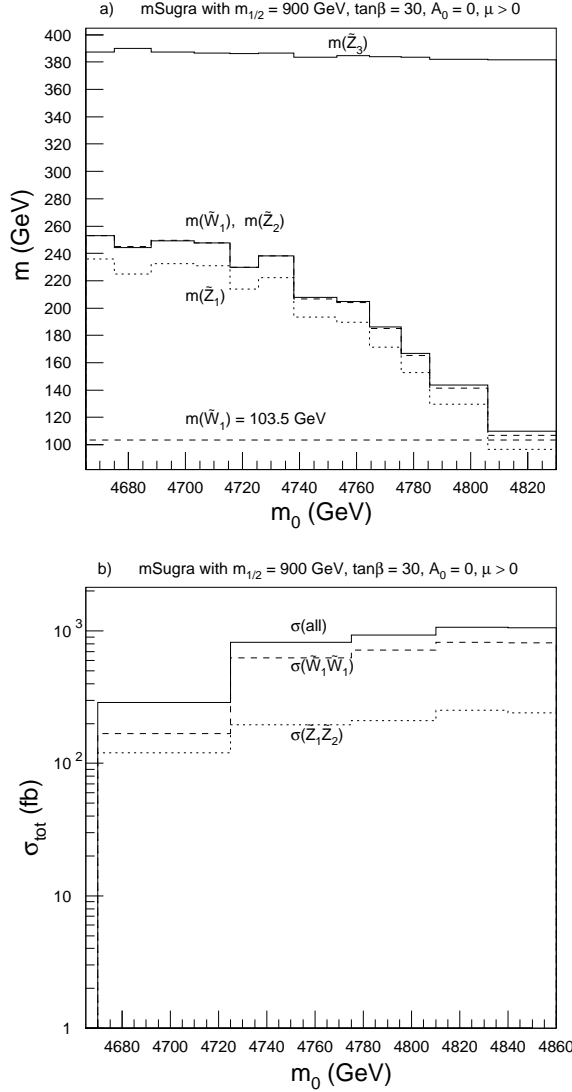 a) mSugra with m1/2 = 900 GeV, tanβ = 30, A0 = 0, μ > 0
m (GeV)
400
380
360
340
320
300
280
260
240
220
200
180
160
140
120
100
m(Z̃3)
m(W̃1), m(Z̃2)
m(Z̃1)
m(W̃1) = 103.5 GeV
4680 4700 4720 4740 4760 4780 4800 4820
m0 (GeV)
b) mSugra with m1/2 = 900 GeV, tanβ = 30, A0 = 0, μ > 0
σtot (fb)
10^3
10^2
10
1
σ(all)
σ(W̃1W̃1)
σ(Z̃1Z̃2)
4680 4700 4720 4740 4760 4780 4800 4820 4840 4860
m0 (GeV)